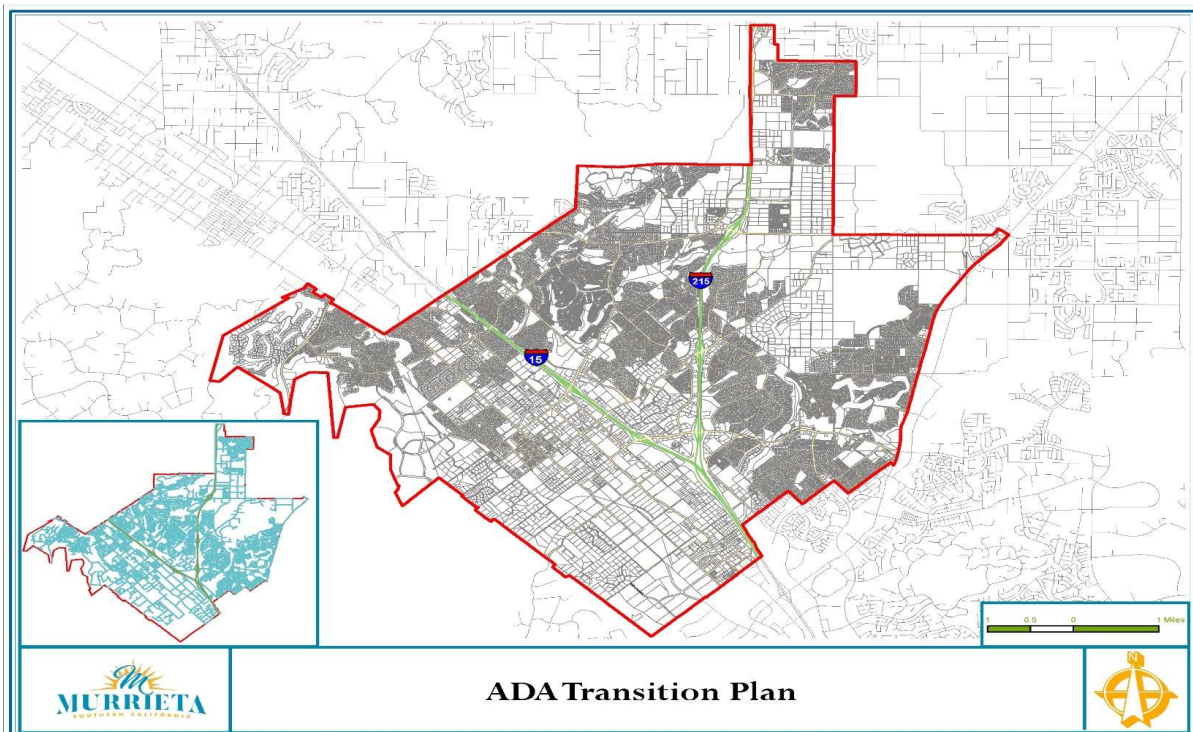 215
15
1 0.5 0 1 Miles
MURRIETA
SOUTHERN CALIFORNIA
ADA Transition Plan
N